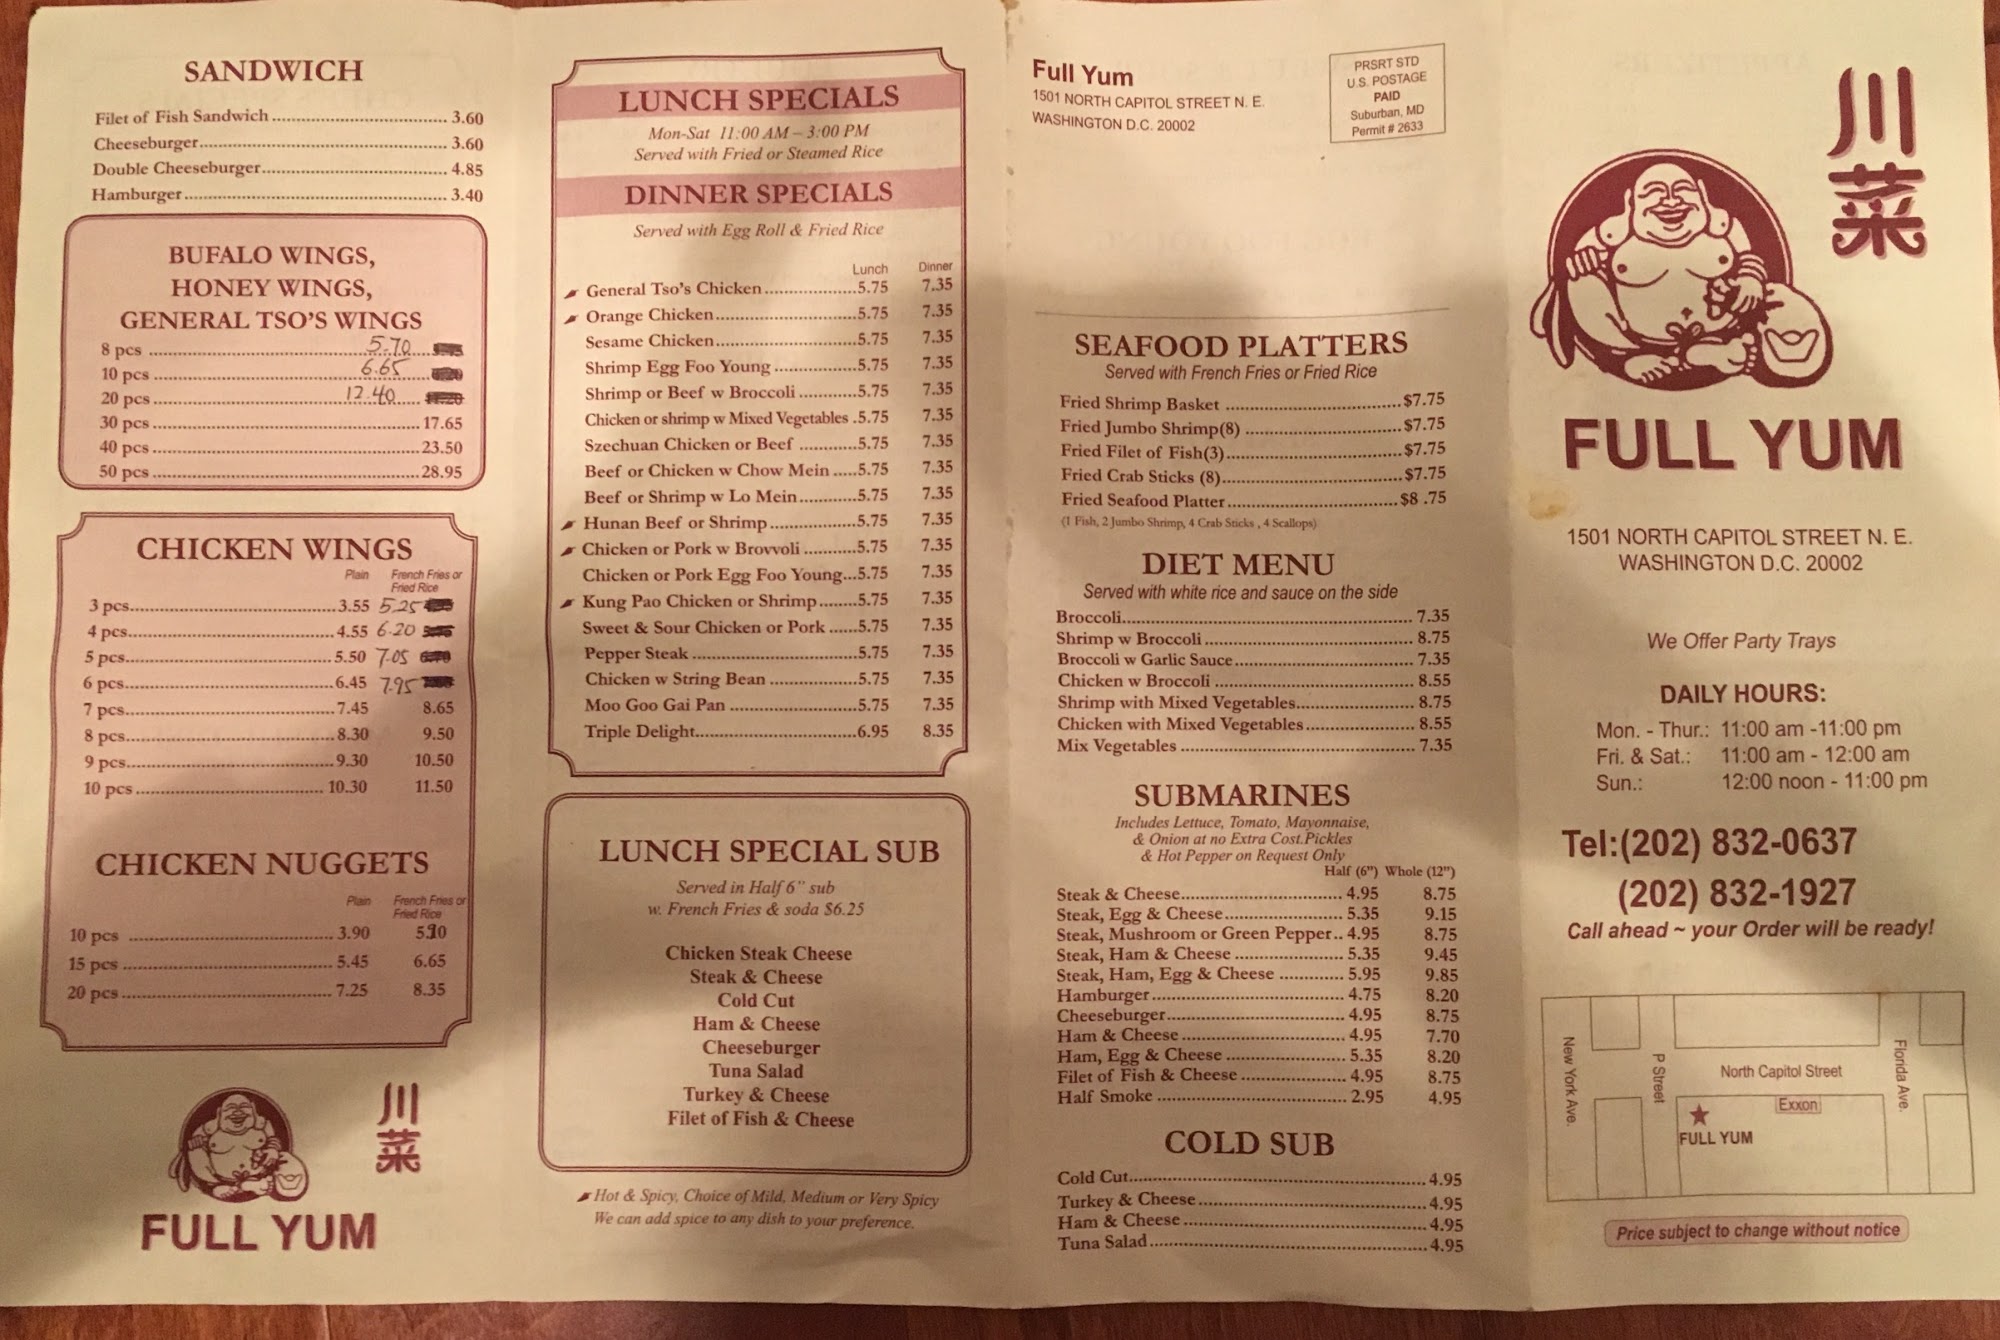 SANDWICH
Filet of Fish Sandwich 3.60
Cheeseburger 3.60
Double Cheeseburger 4.85
Hamburger 3.40
BUFALO WINGS,
HONEY WINGS,
GENERAL TSO'S WINGS
8 pcs 5.70
10 pcs 6.65
20 pcs 12.40
30 pcs 17.65
40 pcs 23.50
50 pcs 28.95
CHICKEN WINGS
Plain French Fries or
Fried Rice
3 pcs 3.55 5.25
4 pcs 4.55 6.20
5 pcs 5.50 7.05
6 pcs 6.45 7.95
7 pcs 7.45 8.65
8 pcs 8.30 9.50
9 pcs 9.30 10.50
10 pcs 10.30 11.50
CHICKEN NUGGETS
Plain French Fries or
Fried Rice
10 pcs 3.90
15 pcs 5.45 6.65
20 pcs 7.25 8.35
川菜
FULL YUM
LUNCH SPECIALS
Mon-Sat 11:00 AM – 3:00 PM
Served with Fried or Steamed Rice
DINNER SPECIALS
Served with Egg Roll & Fried Rice
Lunch Dinner
General Tso's Chicken 5.75 7.35
Orange Chicken 5.75 7.35
Sesame Chicken 5.75 7.35
Shrimp Egg Foo Young 5.75 7.35
Shrimp or Beef w Broccoli 5.75 7.35
Chicken or shrimp w Mixed Vegetables 5.75 7.35
Szechuan Chicken or Beef 5.75 7.35
Beef or Chicken w Chow Mein 5.75 7.35
Beef or Shrimp w Lo Mein 5.75 7.35
Hunan Beef or Shrimp 5.75 7.35
Chicken or Pork w Brovvoli 5.75 7.35
Chicken or Pork Egg Foo Young 5.75 7.35
Kung Pao Chicken or Shrimp 5.75 7.35
Sweet & Sour Chicken or Pork 5.75 7.35
Pepper Steak 5.75 7.35
Chicken w String Bean 5.75 7.35
Moo Goo Gai Pan 5.75 7.35
Triple Delight 6.95 8.35
LUNCH SPECIAL SUB
Served in Half 6" sub
w. French Fries & soda $6.25
Chicken Steak Cheese
Steak & Cheese
Cold Cut
Ham & Cheese
Cheeseburger
Tuna Salad
Turkey & Cheese
Filet of Fish & Cheese
Hot & Spicy, Choice of Mild, Medium or Very Spicy
We can add spice to any dish to your preference.
Full Yum
1501 NORTH CAPITOL STREET N. E.
WASHINGTON D.C. 20002
PRSRT STD
U.S. POSTAGE
PAID
Suburban, MD
Permit # 2633
SEAFOOD PLATTERS
Served with French Fries or Fried Rice
Fried Shrimp Basket $7.75
Fried Jumbo Shrimp(8) $7.75
Fried Filet of Fish(3) $7.75
Fried Crab Sticks (8) $7.75
Fried Seafood Platter $8 .75
(1 Fish, 2 Jumbo Shrimp, 4 Crab Sticks , 4 Scallops)
DIET MENU
Served with white rice and sauce on the side
Broccoli 7.35
Shrimp w Broccoli 8.75
Broccoli w Garlic Sauce 7.35
Chicken w Broccoli 8.55
Shrimp with Mixed Vegetables 8.75
Chicken with Mixed Vegetables 8.55
Mix Vegetables 7.35
SUBMARINES
Includes Lettuce, Tomato, Mayonnaise,
& Onion at no Extra Cost.Pickles
& Hot Pepper on Request Only
Half (6") Whole (12")
Steak & Cheese 4.95 8.75
Steak, Egg & Cheese 5.35 9.15
Steak, Mushroom or Green Pepper 4.95 8.75
Steak, Ham & Cheese 5.35 9.45
Steak, Ham, Egg & Cheese 5.95 9.85
Hamburger 4.75 8.20
Cheeseburger 4.95 8.75
Ham & Cheese 4.95 7.70
Ham, Egg & Cheese 5.35 8.20
Filet of Fish & Cheese 4.95 8.75
Half Smoke 2.95 4.95
COLD SUB
Cold Cut 4.95
Turkey & Cheese 4.95
Ham & Cheese 4.95
Tuna Salad 4.95
川菜
FULL YUM
1501 NORTH CAPITOL STREET N. E.
WASHINGTON D.C. 20002
We Offer Party Trays
DAILY HOURS:
Mon. - Thur.: 11:00 am -11:00 pm
Fri. & Sat.: 11:00 am - 12:00 am
Sun.: 12:00 noon - 11:00 pm
Tel:(202) 832-0637
(202) 832-1927
Call ahead ~ your Order will be ready!
New York Ave.
P Street
North Capitol Street
Florida Ave.
Exxon
FULL YUM
Price subject to change without notice